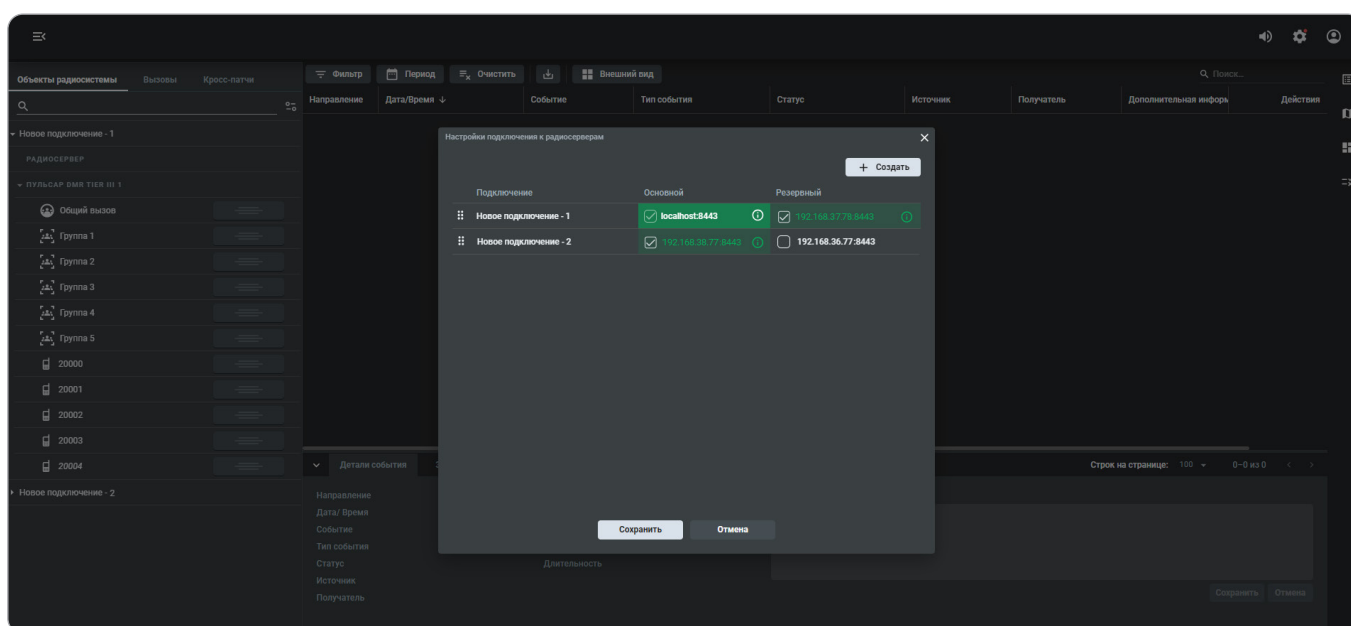 Объекты радиосистемы Вызовы Кросс-патчи
Фильтр Период Очистить Внешний вид Поиск...
Направление Дата/Время Событие Тип события Статус Источник Получатель Дополнительная информ Действия
Новое подключение - 1
РАДИОСЕРВЕР
ПУЛЬСАР DMR TIER III 1
Общий вызов
Группа 1
Группа 2
Группа 3
Группа 4
Группа 5
20000
20001
20002
20003
20004
Новое подключение - 2
Настройки подключения к радиосерверам
Создать
Подключение Основной Резервный
Новое подключение - 1 localhost:8443 192.168.37.78:8443
Новое подключение - 2 192.168.38.77:8443 192.168.36.77:8443
Сохранить Отмена
Детали события
Строк на странице: 100 0–0 из 0
Направление
Дата/ Время
Событие
Тип события
Статус Длительность
Источник
Получатель
Сохранить Отмена